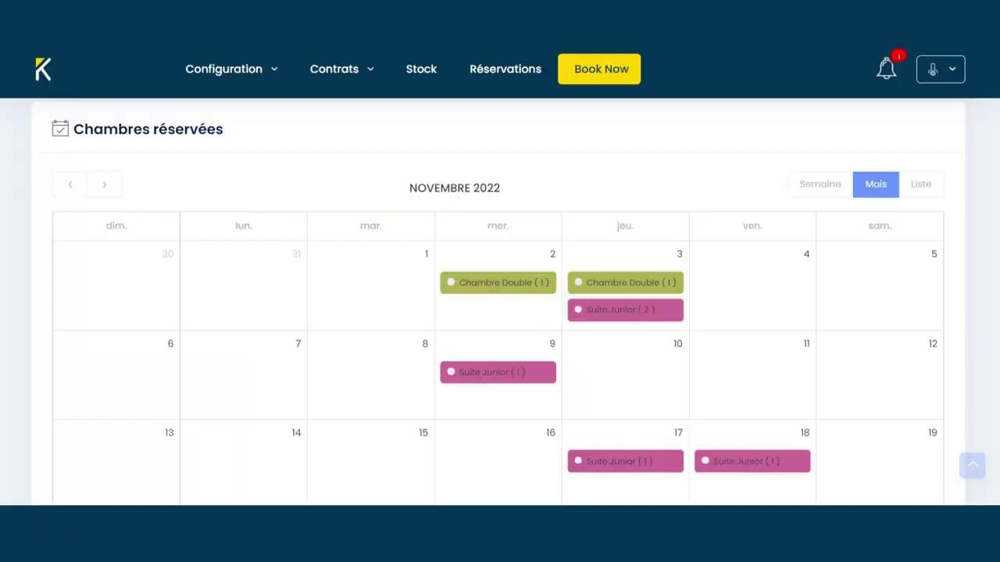 K
Configuration Contrats Stock Réservations Book Now
1
Chambres réservées
NOVEMBRE 2022
Semaine Mois Liste
dim. lun. mar. mer. jeu. ven. sam.
30 31 1 2 3 4 5
Chambre Double ( 1 ) Chambre Double ( 1 )
Suite Junior ( 2 )
6 7 8 9 10 11 12
Suite Junior ( 1 )
13 14 15 16 17 18 19
Suite Junior ( 1 ) Suite Junior ( 1 )